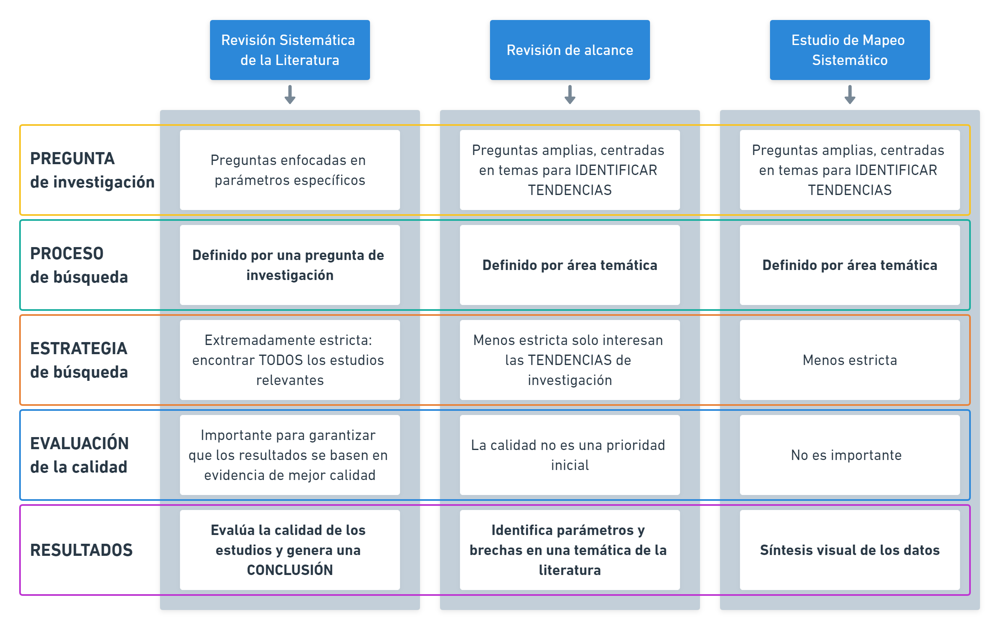 Revisión Sistemática
de la Literatura
Revisión de alcance
Estudio de Mapeo
Sistemático
PREGUNTA
de investigación
Preguntas enfocadas en
parámetros específicos
Preguntas amplias, centradas
en temas para IDENTIFICAR
TENDENCIAS
Preguntas amplias, centradas
en temas para IDENTIFICAR
TENDENCIAS
PROCESO
de búsqueda
Definido por una pregunta de
investigación
Definido por área temática
Definido por área temática
ESTRATEGIA
de búsqueda
Extremadamente estricta:
encontrar TODOS los estudios
relevantes
Menos estricta solo interesan
las TENDENCIAS de
investigación
Menos estricta
EVALUACIÓN
de la calidad
Importante para garantizar
que los resultados se basen en
evidencia de mejor calidad
La calidad no es una prioridad
inicial
No es importante
RESULTADOS
Evalúa la calidad de los
estudios y genera una
CONCLUSIÓN
Identifica parámetros y
brechas en una temática de la
literatura
Síntesis visual de los datos